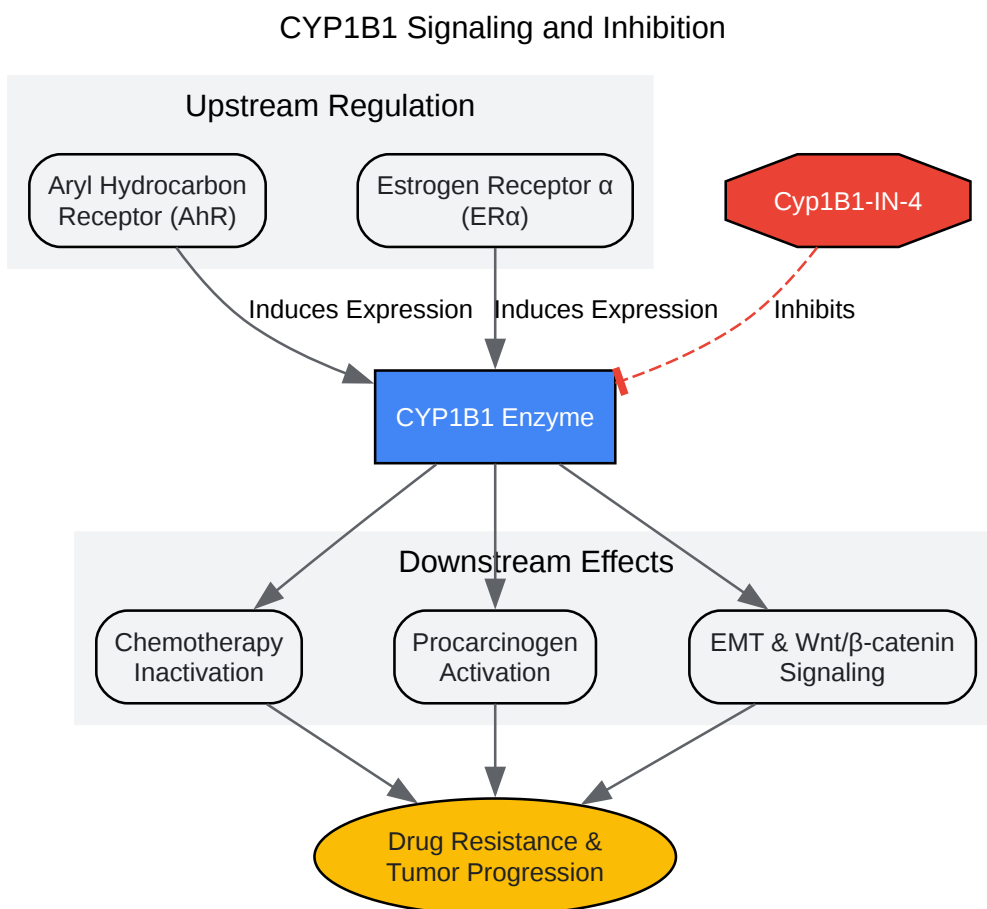 CYP1B1 Signaling and Inhibition
Upstream Regulation
Aryl Hydrocarbon
Receptor (AhR)
Estrogen Receptor α
(ERα)
Cyp1B1-IN-4
Induces Expression
Induces Expression
Inhibits
CYP1B1 Enzyme
Downstream Effects
Chemotherapy
Inactivation
Procarcinogen
Activation
EMT & Wnt/β-catenin
Signaling
Drug Resistance &
Tumor Progression